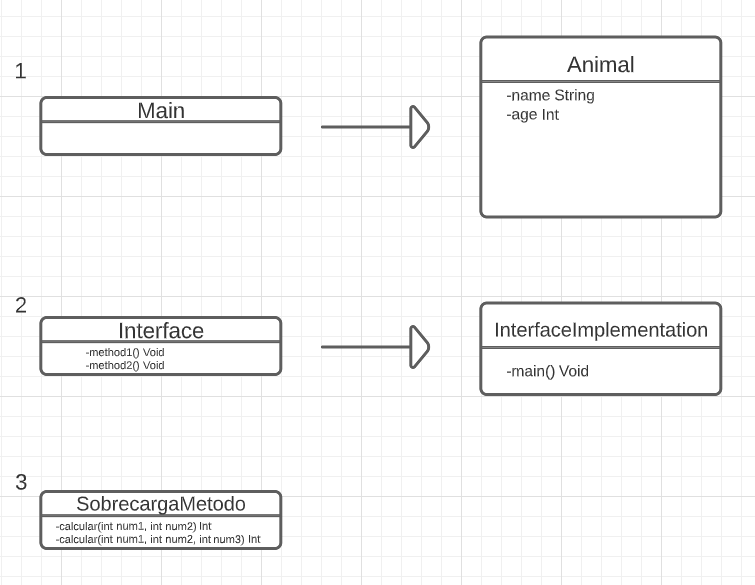 1
Main
Animal
-name String
-age Int
2
Interface
-method1() Void
-method2() Void
InterfaceImplementation
-main() Void
3
SobrecargaMetodo
-calcular(int num1, int num2) Int
-calcular(int num1, int num2, int num3) Int